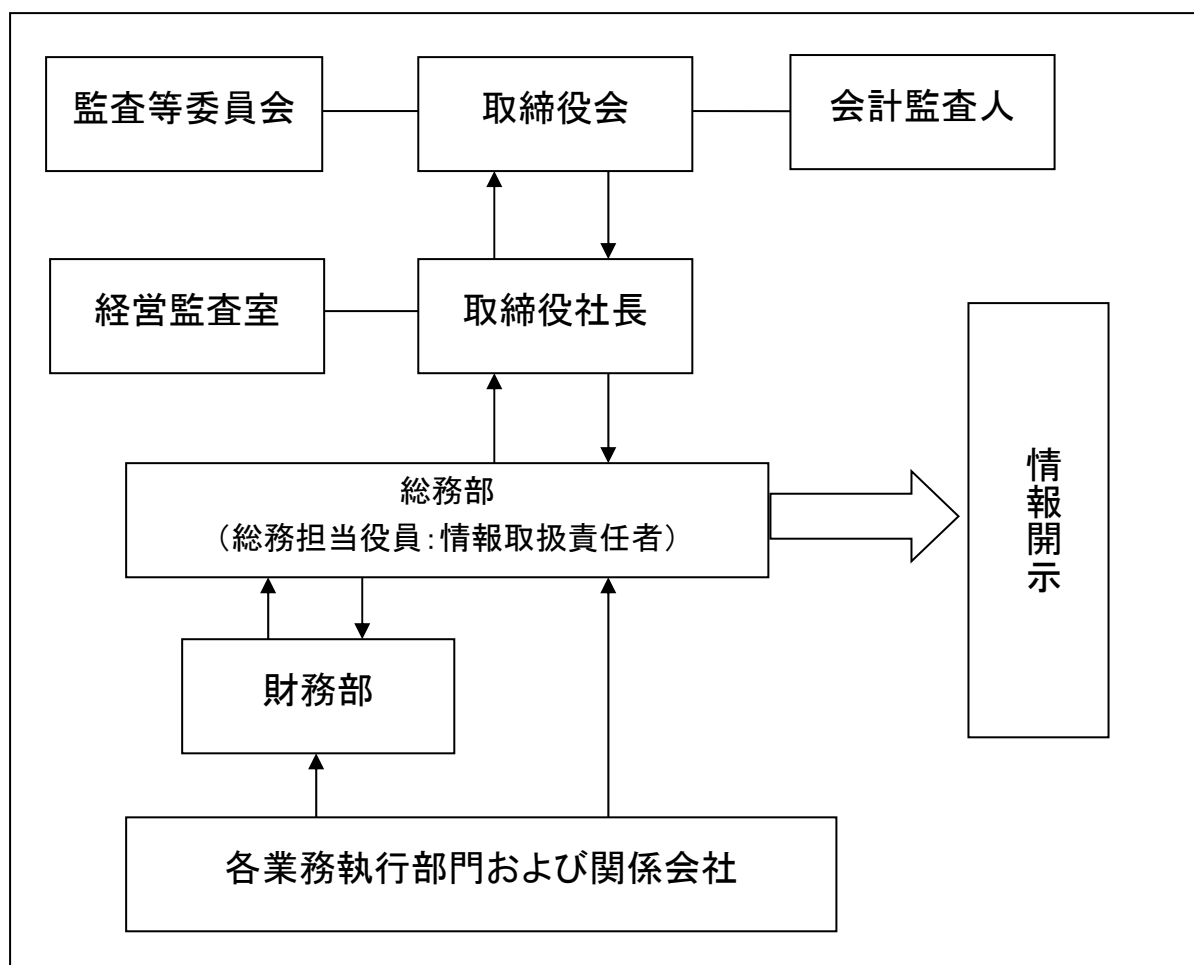 監査等委員会
取締役会
会計監査人
経営監査室
取締役社長
総務部
（総務担当役員：情報取扱責任者）
情報開示
財務部
各業務執行部門および関係会社